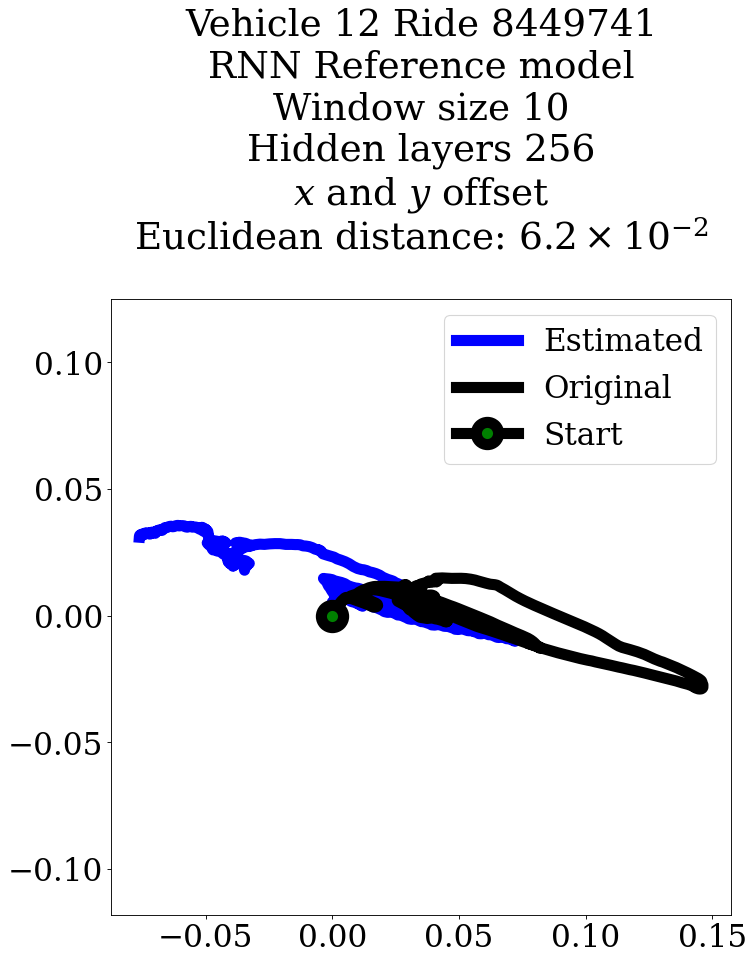 Vehicle 12 Ride 8449741
RNN Reference model
Window size 10
Hidden layers 256
x and y offset
Euclidean distance: 6.2 × 10⁻²
Estimated
Original
Start
0.10
0.05
0.00
−0.05
−0.10
−0.05 0.00 0.05 0.10 0.15